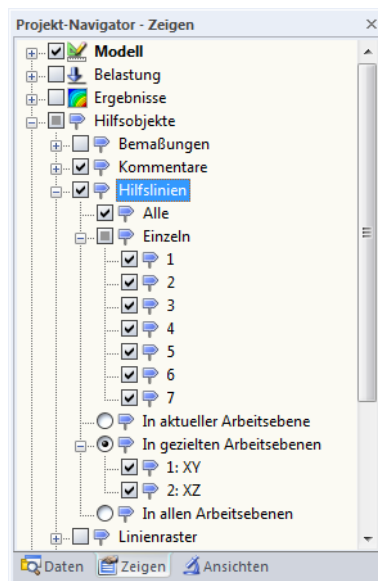 Projekt-Navigator - Zeigen
Modell
Belastung
Ergebnisse
Hilfsobjekte
Bemaßungen
Kommentare
Hilfslinien
Alle
Einzeln
1
2
3
4
5
6
7
In aktueller Arbeitsebene
In gezielten Arbeitsebenen
1: XY
2: XZ
In allen Arbeitsebenen
Linienraster
Daten Zeigen Ansichten